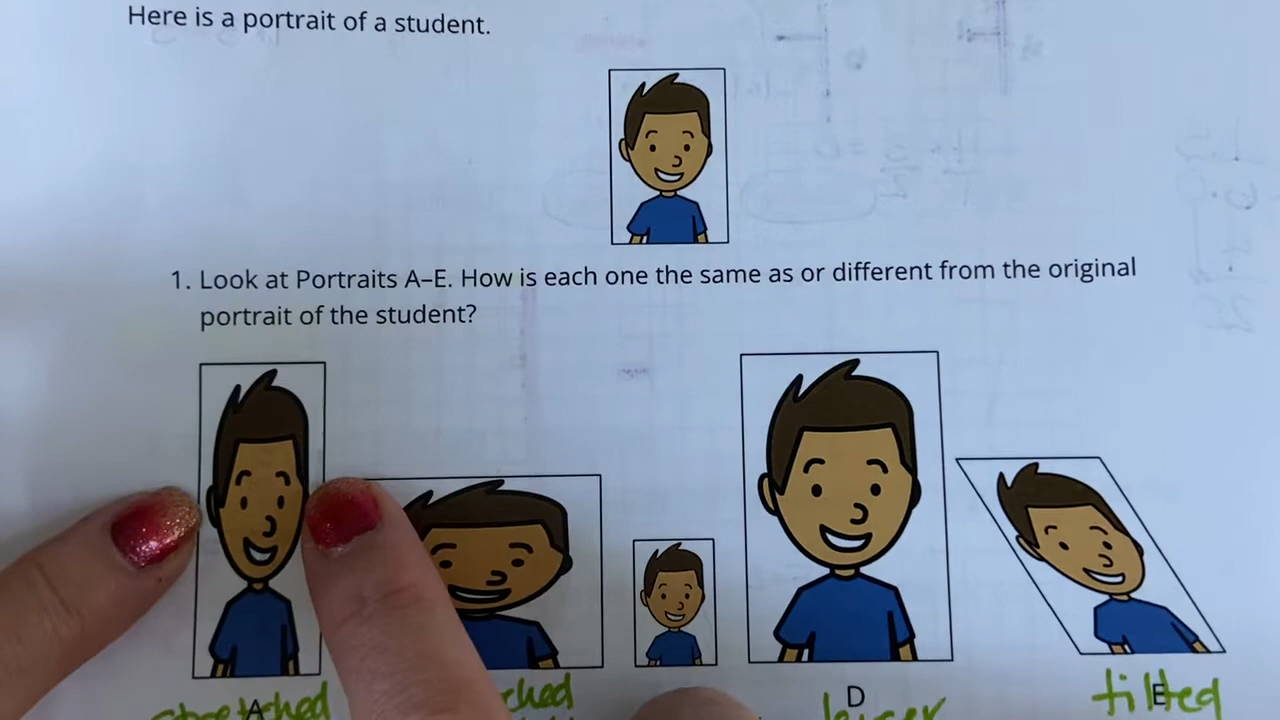 Here is a portrait of a student.
1. Look at Portraits A–E. How is each one the same as or different from the original
portrait of the student?
A D E
stretched larger tilted